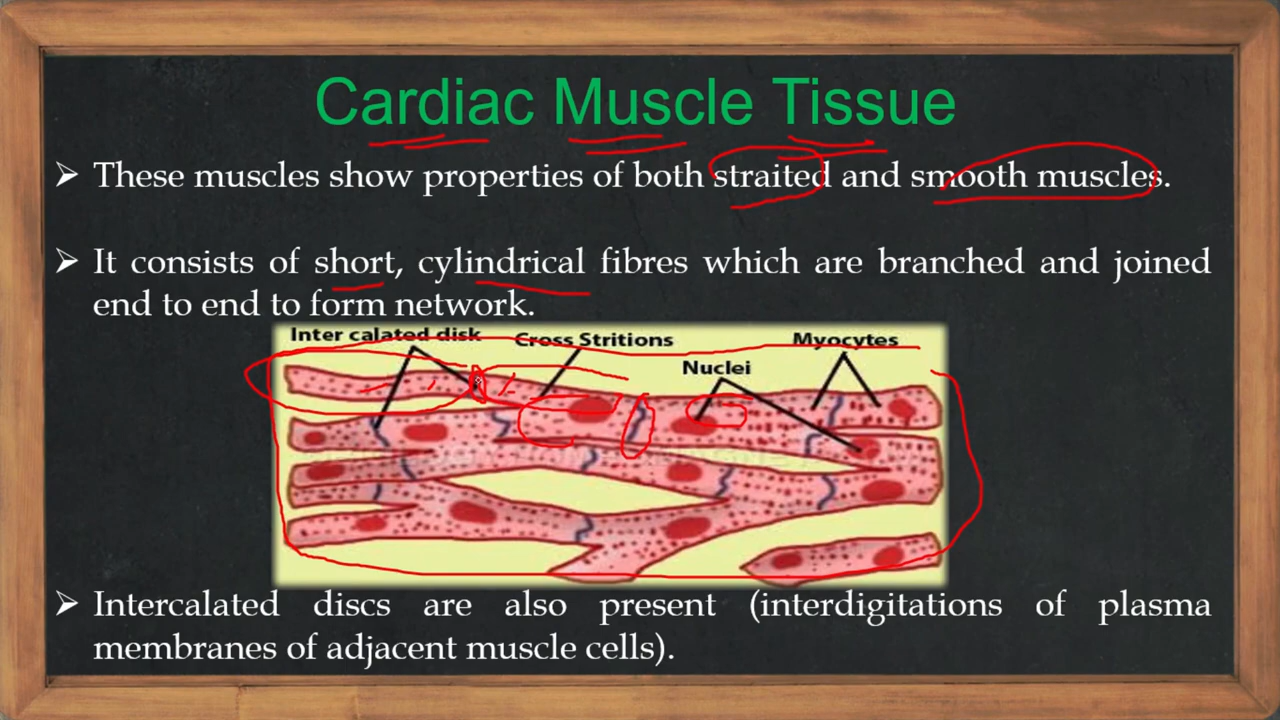 Cardiac Muscle Tissue
➢ These muscles show properties of both straited and smooth muscles.
➢ It consists of short, cylindrical fibres which are branched and joined
end to end to form network.
Inter calated disk
Cross Stritions
Myocytes
Nuclei
➢ Intercalated discs are also present (interdigitations of plasma
membranes of adjacent muscle cells).